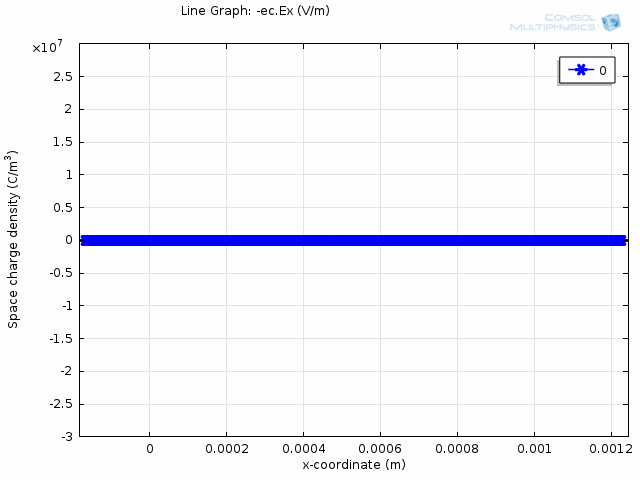 Line Graph: -ec.Ex (V/m)
COMSOL
MULTIPHYSICS
×10⁷
0
2.5
2
1.5
1
0.5
0
-0.5
-1
-1.5
-2
-2.5
-3
Space charge density (C/m³)
0 0.0002 0.0004 0.0006 0.0008 0.001 0.0012
x-coordinate (m)